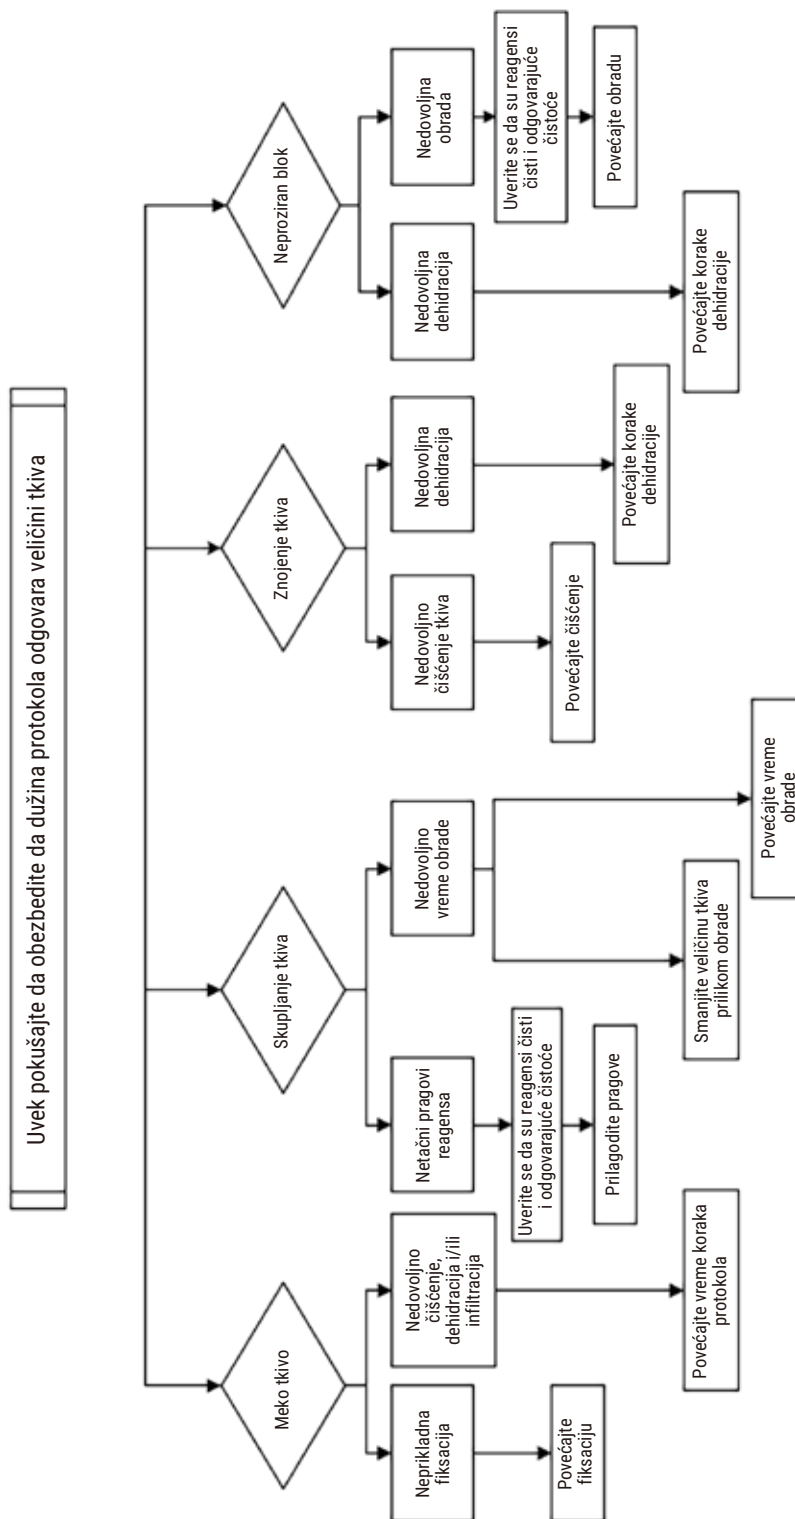 Uvek pokušajte da obezbedite da dužina protokola odgovara veličini tkiva
Meko tkivo
Skupljanje tkiva
Znojenje tkiva
Neproziran blok
Neprikladna
fiksacija
Nedovoljno
čišćenje,
dehidracija i/ili
infiltracija
Netačni pragovi
reagensa
Nedovoljno
vreme obrade
Nedovoljno
čišćenje tkiva
Nedovoljna
dehidracija
Nedovoljna
dehidracija
Nedovoljna
obrada
Uverite se da su reagensi čisti
i odgovarajuće čistoće
Uverite se da su reagensi
čisti i odgovarajuće
čistoće
Povećajte
fiksaciju
Prilagodite pragove
Povećajte čišćenje
Povećajte korake
dehidracije
Povećajte obradu
Povećajte vreme koraka
protokola
Smanjite veličinu tkiva
prilikom obrade
Povećajte korake
dehidracije
Povećajte vreme
obrade